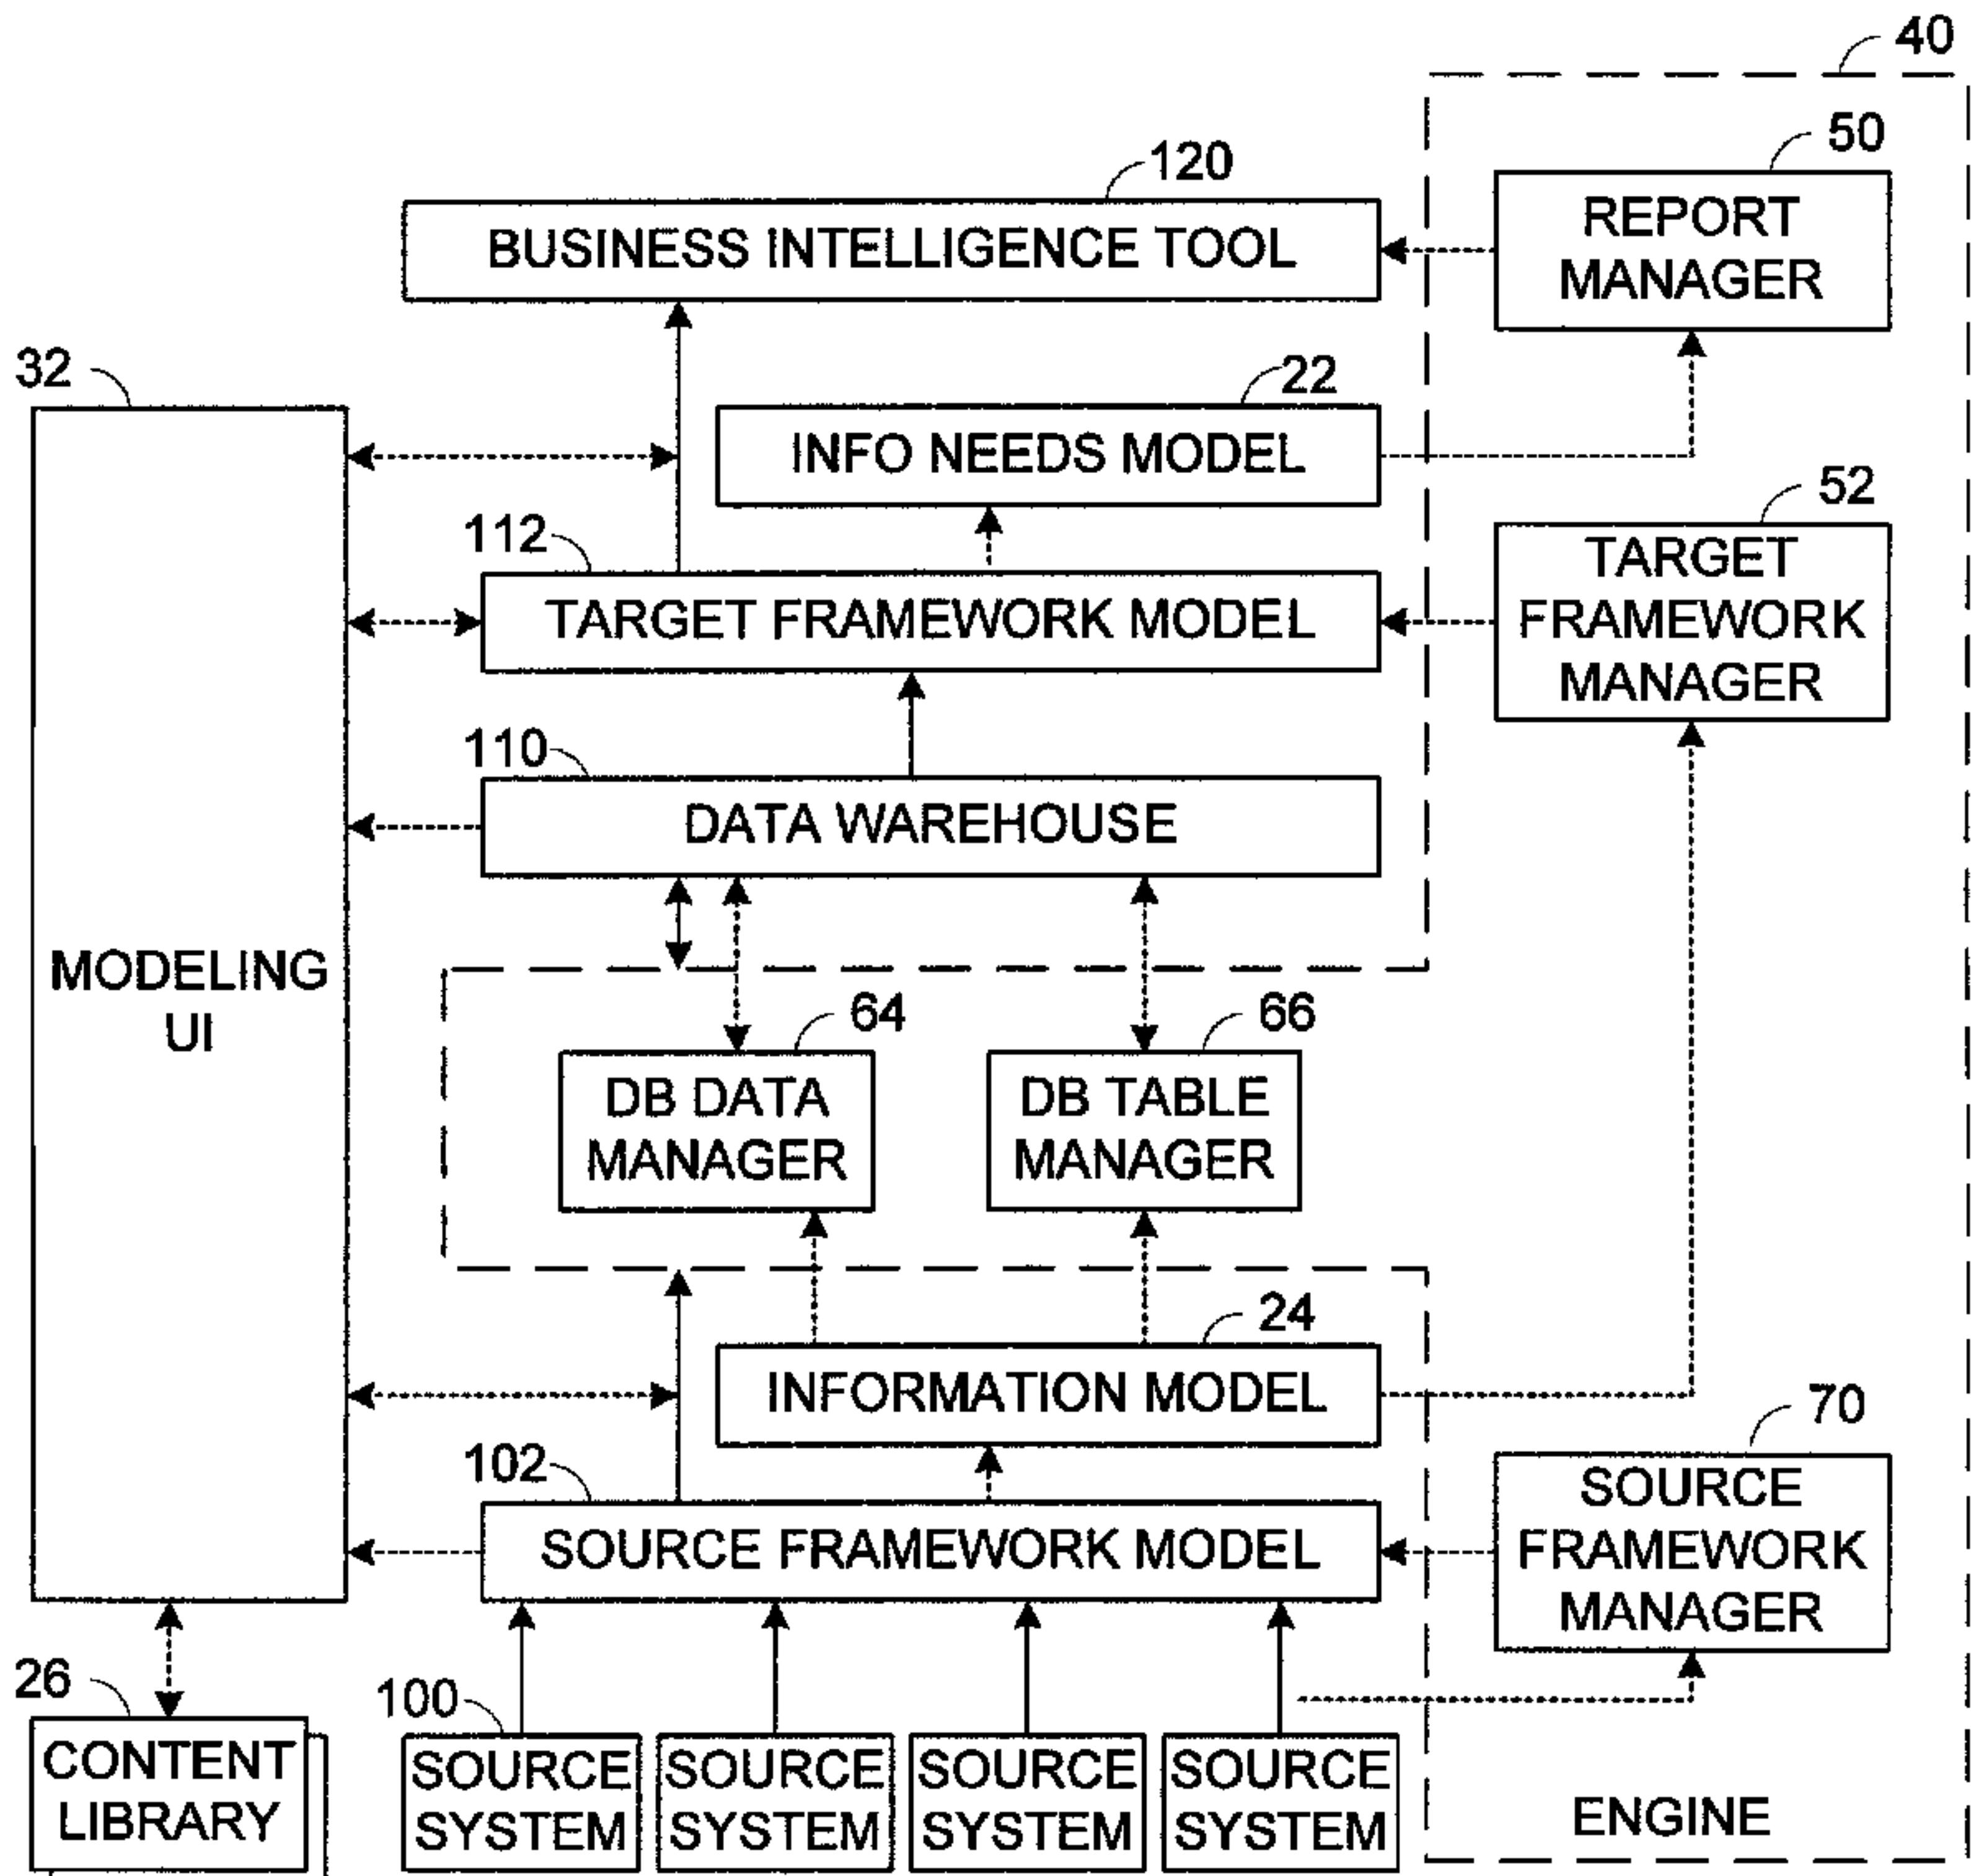 40
50
120
REPORT
MANAGER
BUSINESS INTELLIGENCE TOOL
32
22
INFO NEEDS MODEL
52
112
TARGET
FRAMEWORK
MANAGER
TARGET FRAMEWORK MODEL
110
DATA WAREHOUSE
MODELING
UI
64
66
DB DATA
MANAGER
DB TABLE
MANAGER
24
INFORMATION MODEL
70
102
SOURCE
FRAMEWORK
MANAGER
SOURCE FRAMEWORK MODEL
26
100
CONTENT
LIBRARY
SOURCE
SYSTEM
SOURCE
SYSTEM
SOURCE
SYSTEM
SOURCE
SYSTEM
ENGINE